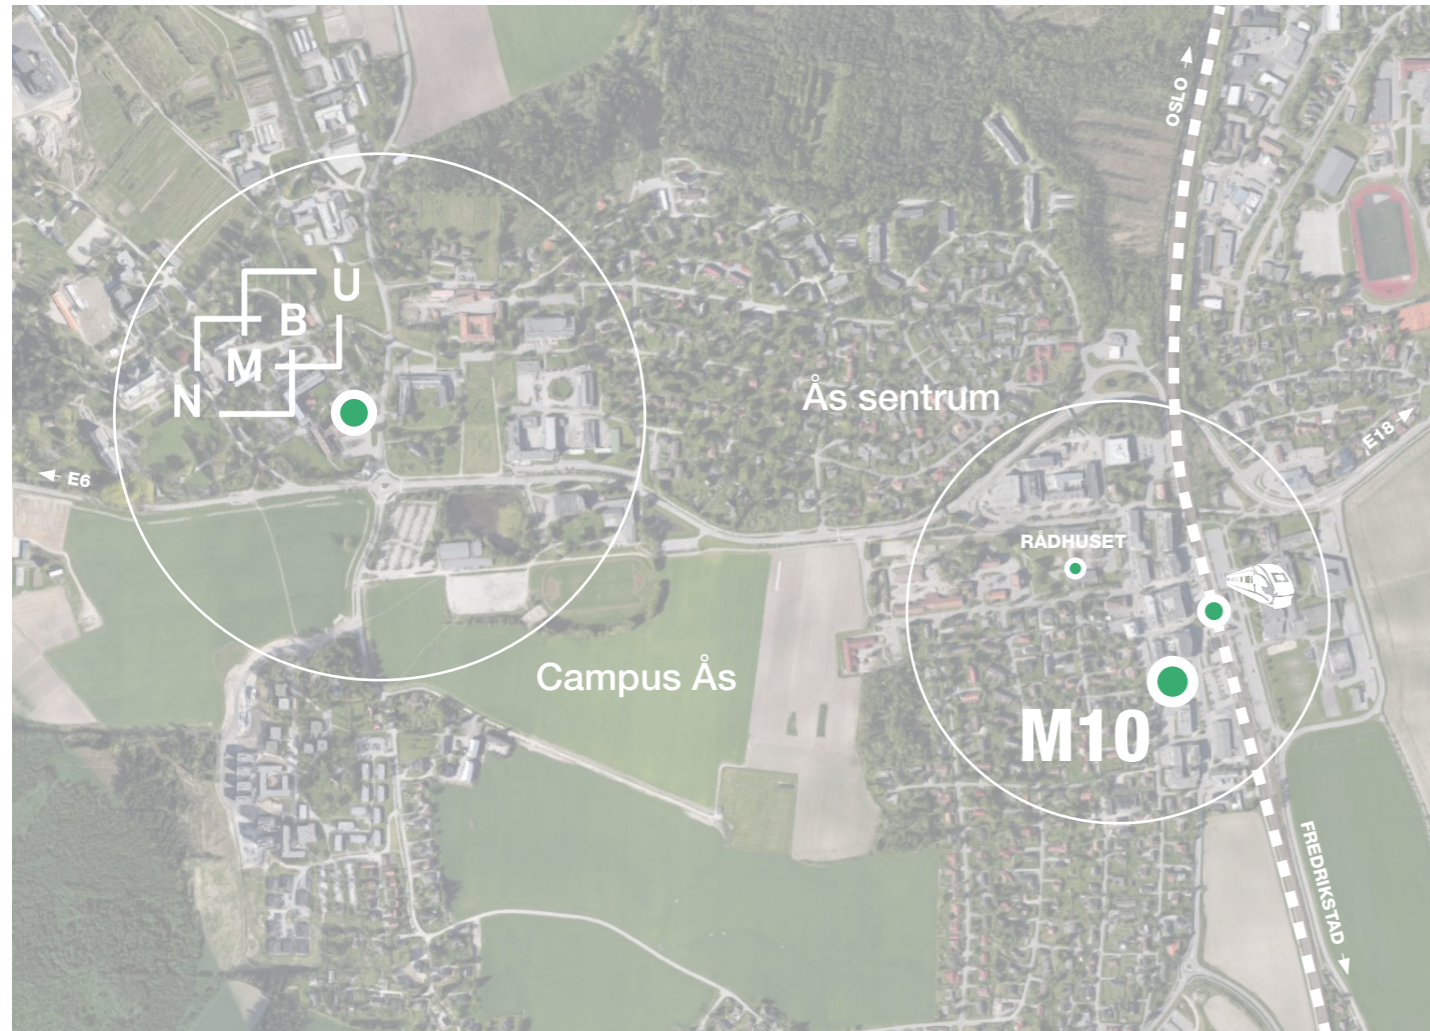 OSLO
U
B
M
N
Ås sentrum
E6
E18
RÅDHUSET
Campus Ås
M10
FREDRIKSTAD